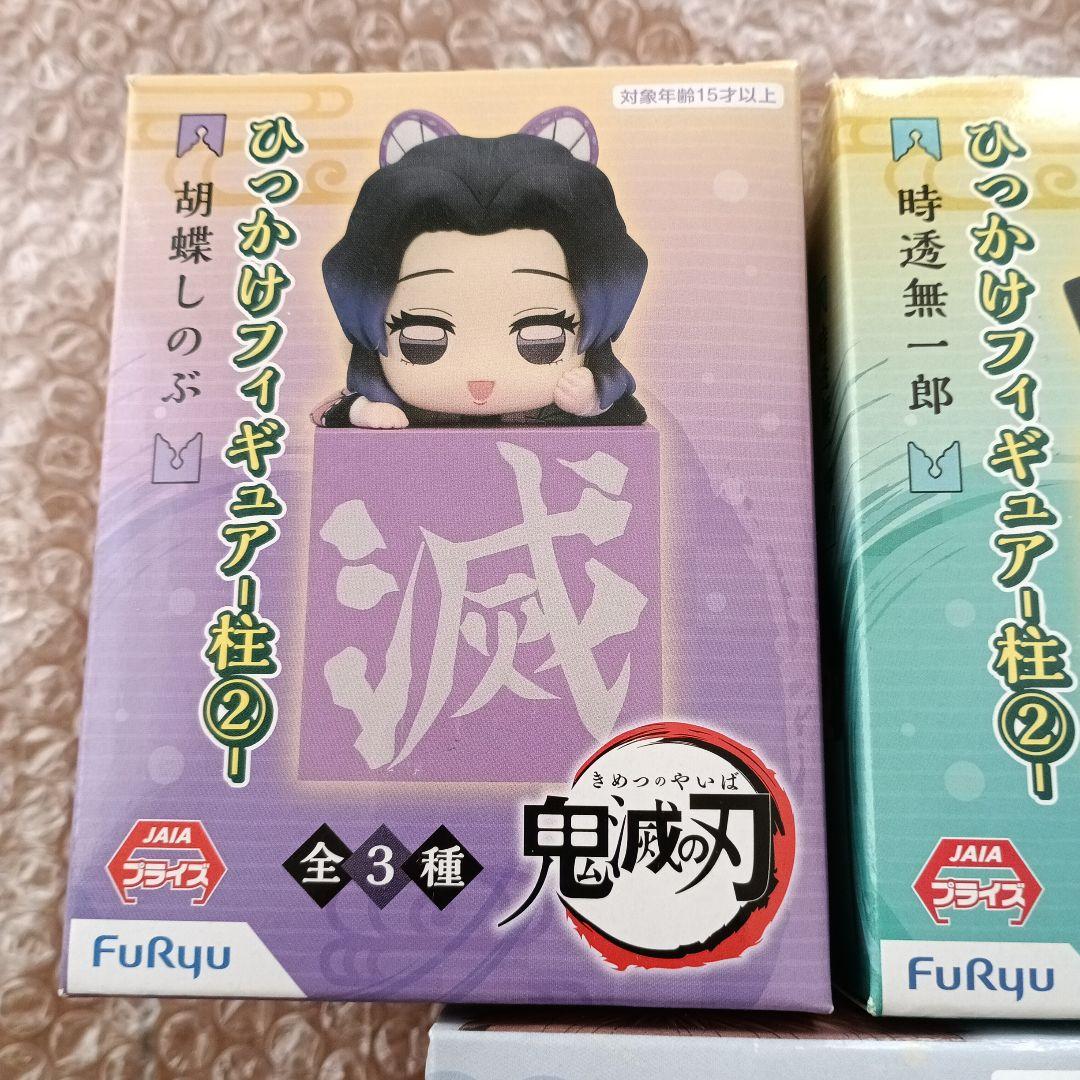 対象年齢15才以上
ひっかけフィギュアー柱②ー
胡蝶しのぶ
滅
きめつのやいば
鬼滅の刃
全3種
JAIA
プライズ
FuRyu
ひっかけフィギュアー柱②ー
時透無一郎
JAIA
プライズ
FuRyu